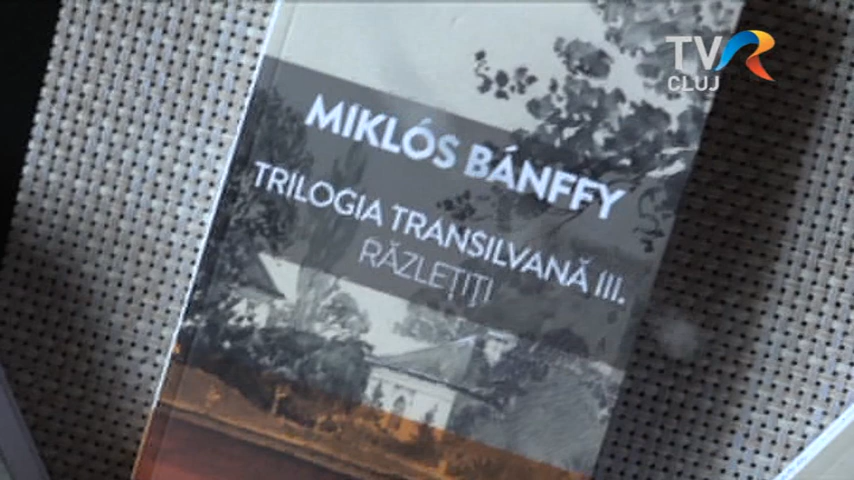 TVR
CLUJ
MIKLÓS BÁNFFY
TRILOGIA TRANSILVANĂ III.
RĂZLEȚIȚI